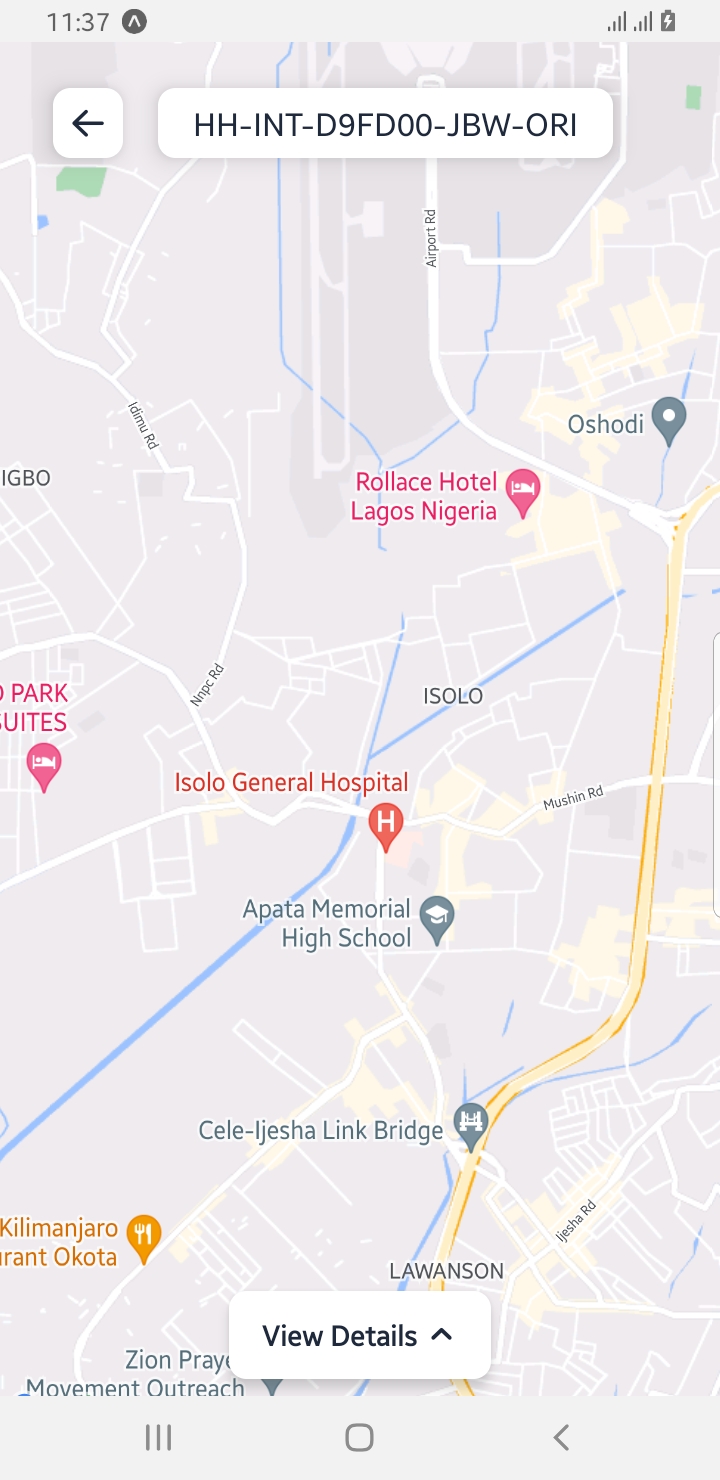 11:37
HH-INT-D9FD00-JBW-ORI
Airport Rd
Idimu Rd
Oshodi
IGBO
Rollace Hotel
Lagos Nigeria
Nnpc Rd
PARK
SUITES
ISOLO
Isolo General Hospital
H
Mushin Rd
Apata Memorial
High School
Cele-Ijesha Link Bridge
Ijesha Rd
Kilimanjaro
rant Okota
LAWANSON
View Details
Zion Praye
Movement Outreach